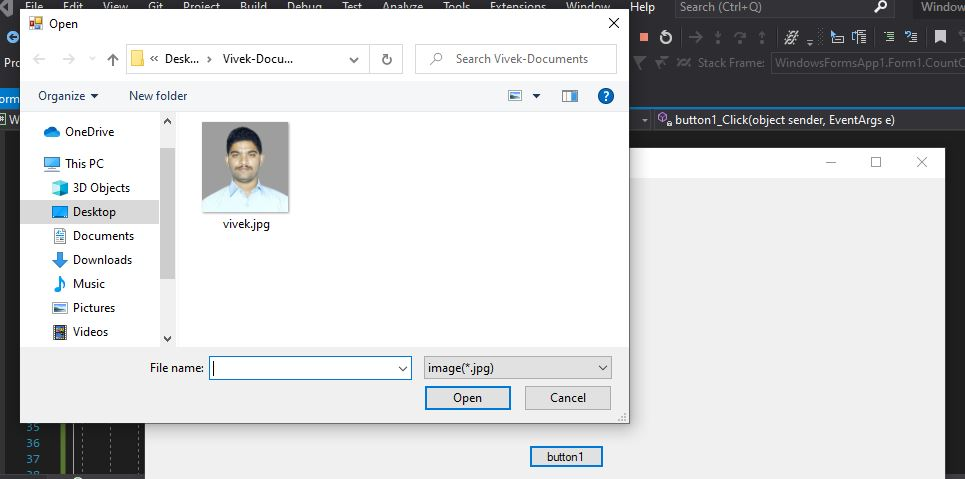 File Edit View Git Project Build Debug Test Analyze Tools Extensions Window Help Search (Ctrl+Q) Window
Open
« Desk... › Vivek-Docu...
Search Vivek-Documents
Stack Frame: WindowsFormsApp1.Form1.CountC
Organize
New folder
button1_Click(object sender, EventArgs e)
OneDrive
This PC
3D Objects
Desktop
Documents
Downloads
Music
Pictures
Videos
vivek.jpg
File name:
image(*.jpg)
Open
Cancel
35
36
37
38
button1